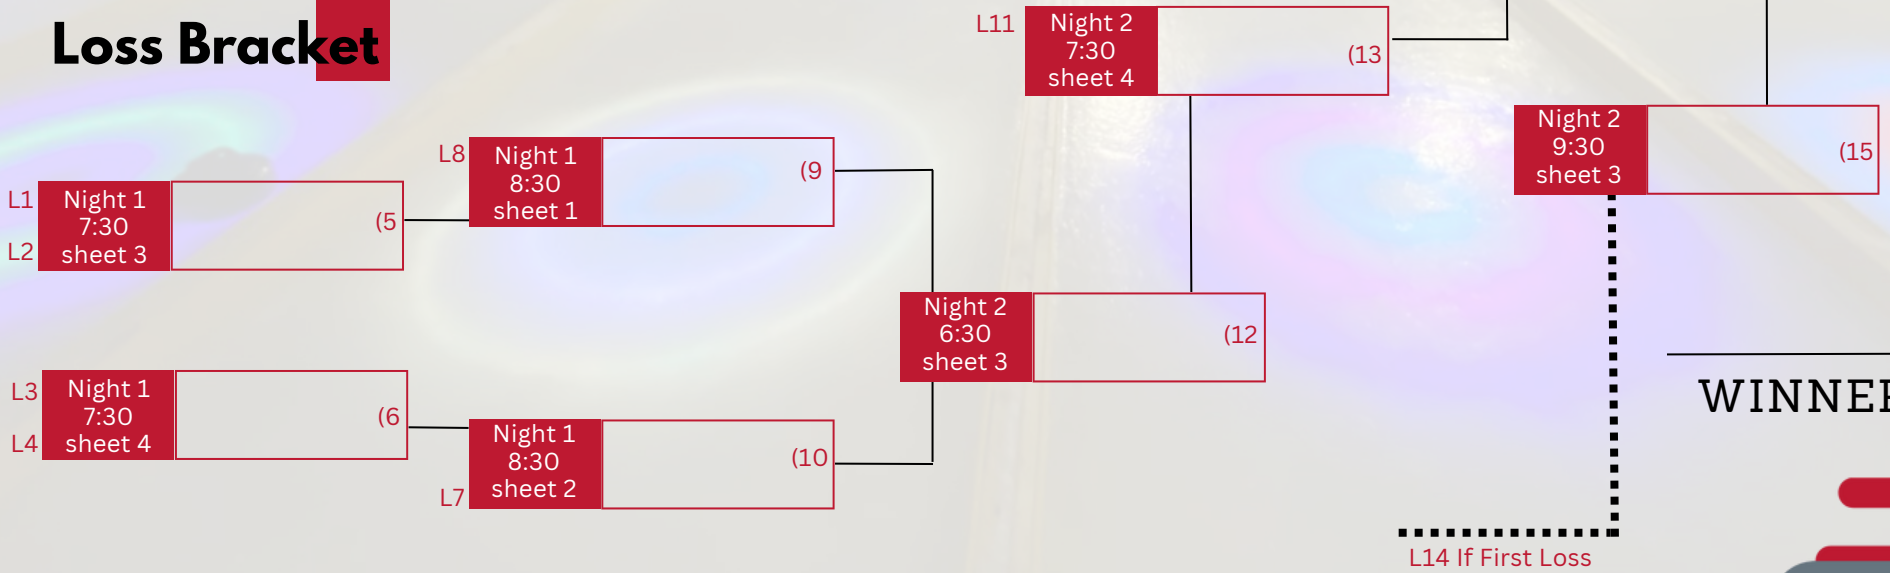 Loss Bracket
L11
Night 2
7:30
sheet 4
(13
Night 2
9:30
sheet 3
(15
L8
Night 1
8:30
sheet 1
(9
L1
L2
Night 1
7:30
sheet 3
(5
Night 2
6:30
sheet 3
(12
L3
L4
Night 1
7:30
sheet 4
(6
Night 1
8:30
sheet 2
(10
L7
L14 If First Loss